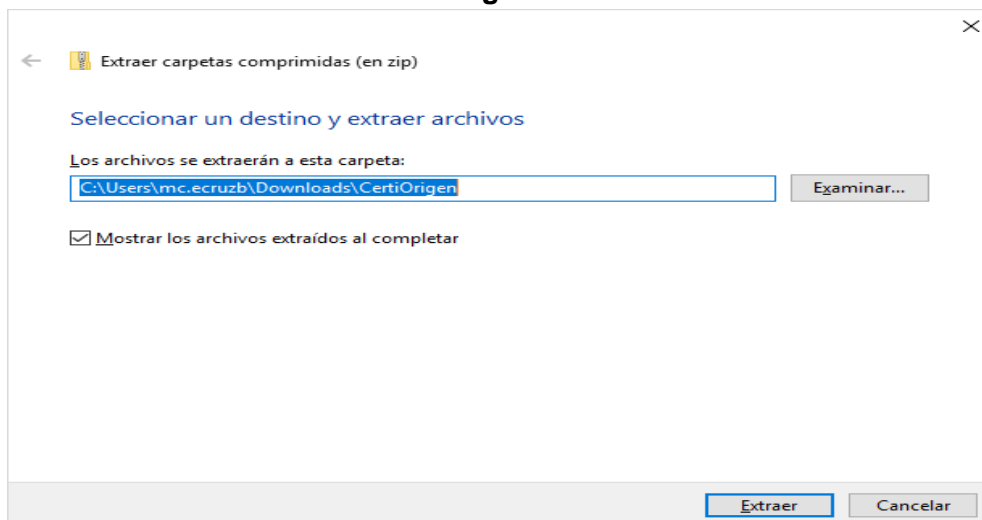 Extraer carpetas comprimidas (en zip)
Seleccionar un destino y extraer archivos
Los archivos se extraerán a esta carpeta:
C:\Users\mc.ecruzb\Downloads\CertiOrigen
Examinar...
Mostrar los archivos extraídos al completar
Extraer Cancelar